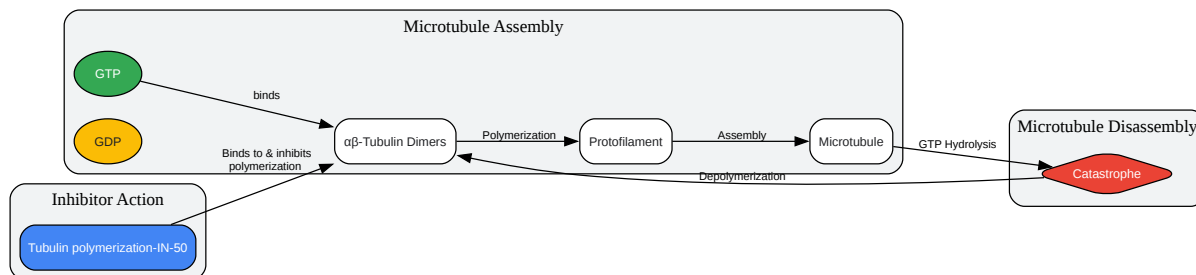 Microtubule Assembly
GTP
binds
GDP
αβ-Tubulin Dimers
Polymerization
Protofilament
Assembly
Microtubule
GTP Hydrolysis
Microtubule Disassembly
Catastrophe
Depolymerization
Binds to & inhibits
polymerization
Inhibitor Action
Tubulin polymerization-IN-50